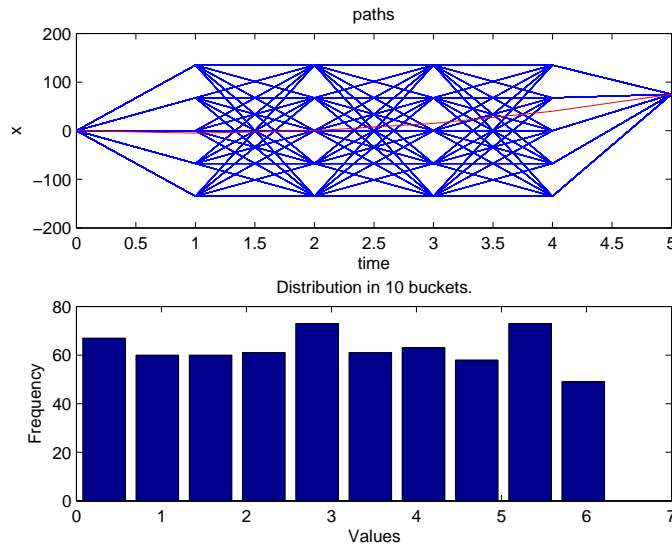 paths
200
100
0
−100
−200
x
0 0.5 1 1.5 2 2.5 3 3.5 4 4.5 5
time
Distribution in 10 buckets.
80
60
40
20
0
Frequency
0 1 2 3 4 5 6 7
Values